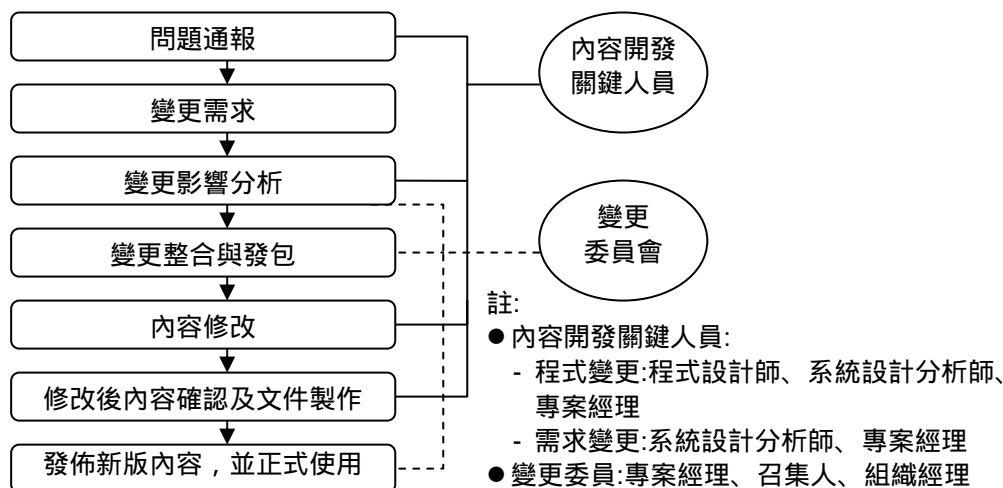 問題通報
變更需求
變更影響分析
變更整合與發包
內容修改
修改後內容確認及文件製作
發佈新版內容，並正式使用
內容開發
關鍵人員
變更
委員會
註:
●內容開發關鍵人員:
- 程式變更:程式設計師、系統設計分析師、
專案經理
- 需求變更:系統設計分析師、專案經理
●變更委員:專案經理、召集人、組織經理